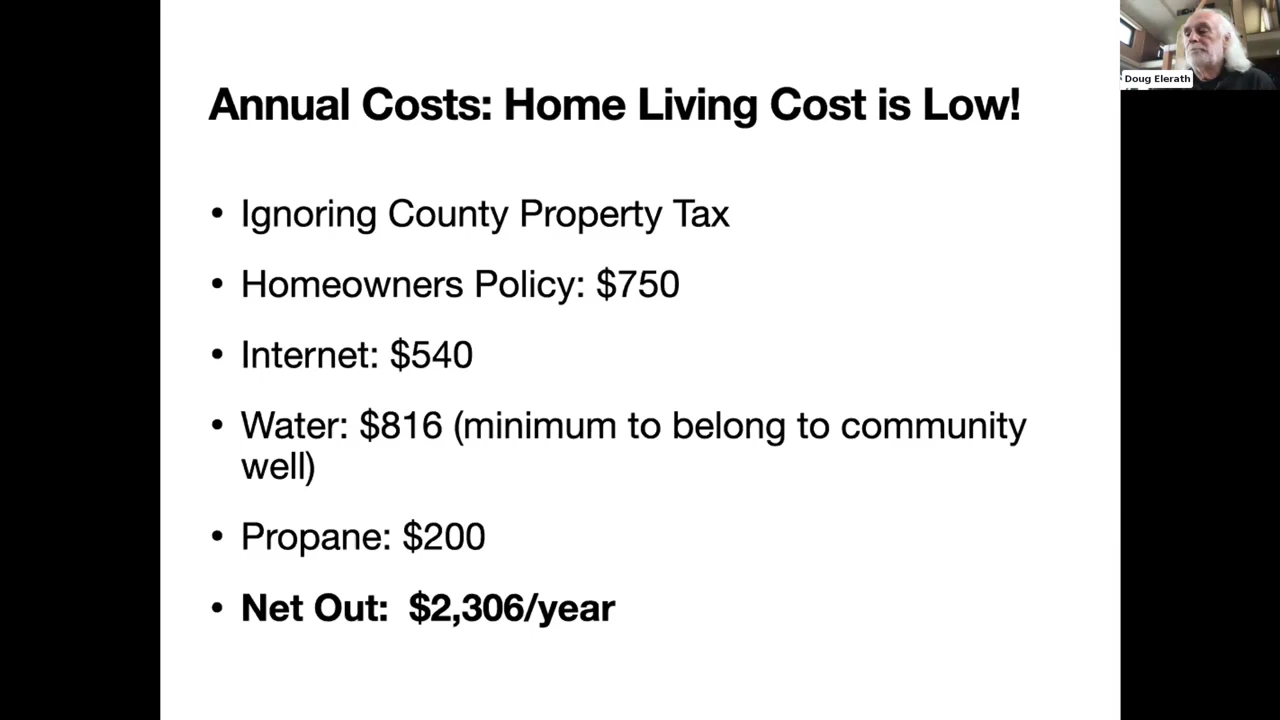 Annual Costs: Home Living Cost is Low!
Doug Elerath
• Ignoring County Property Tax
• Homeowners Policy: $750
• Internet: $540
• Water: $816 (minimum to belong to community
well)
• Propane: $200
• Net Out: $2,306/year